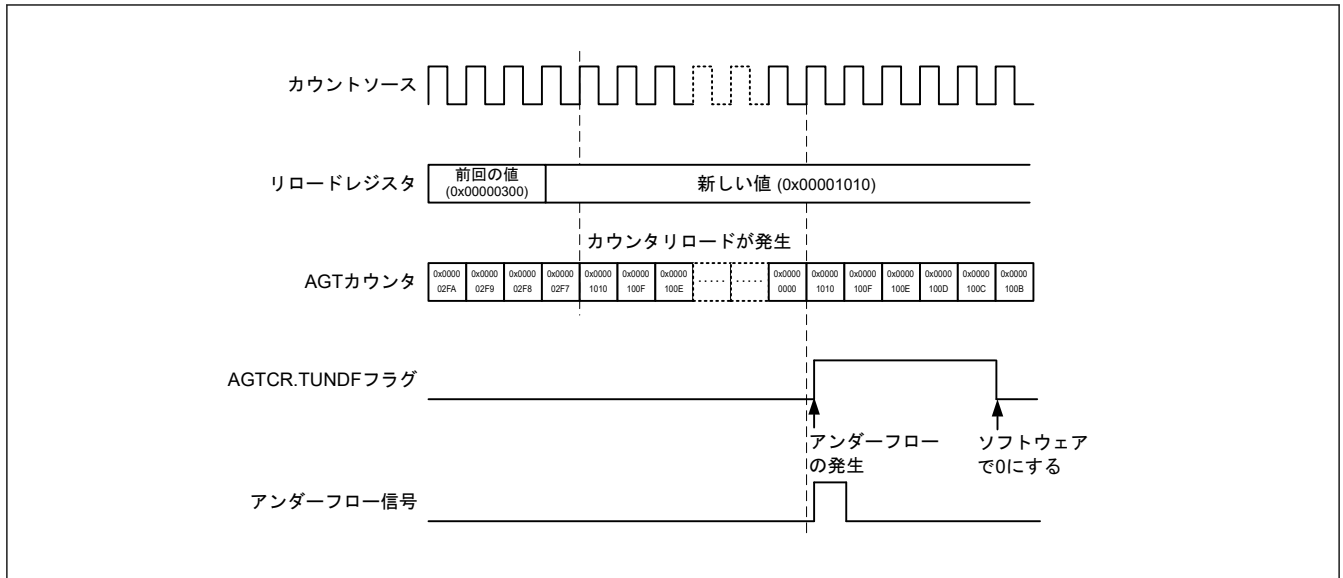 カウントソース
リロードレジスタ
前回の値
(0x00000300)
新しい値 (0x00001010)
カウンタリロードが発生
AGTカウンタ
0x0000 0x0000 0x0000 0x0000 0x0000 0x0000 0x0000 ..... ..... 0x0000 0x0000 0x0000 0x0000 0x0000 0x0000 0x0000
02FA 02F9 02F8 02F7 1010 100F 100E 0000 1010 100F 100E 100D 100C 100B
AGTCR.TUNDFフラグ
アンダーフロー
の発生
ソフトウェア
で0にする
アンダーフロー信号